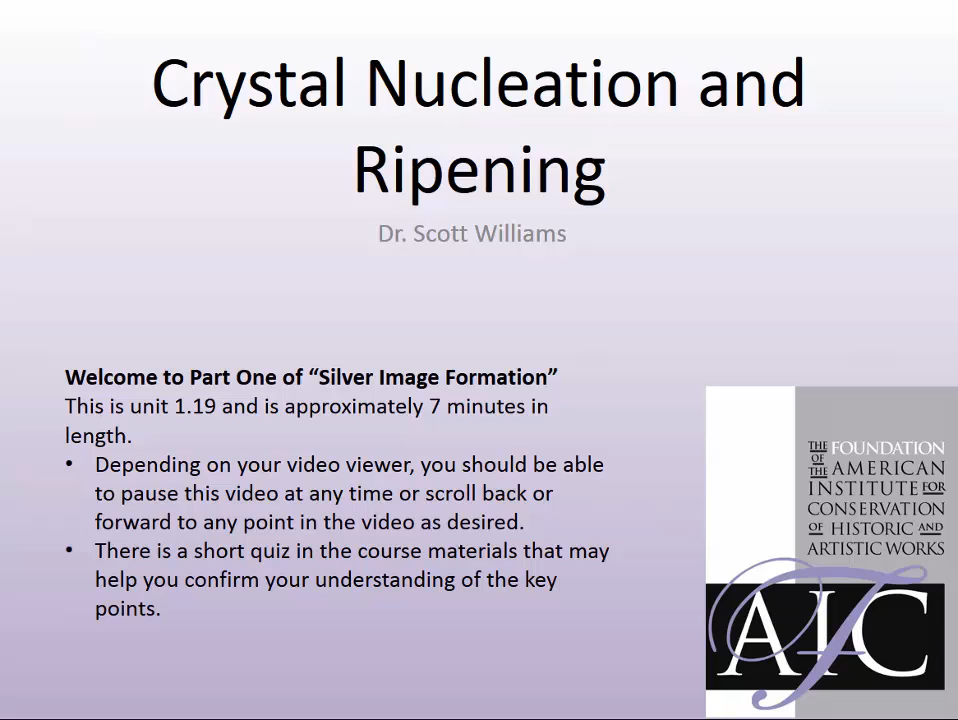 Crystal Nucleation and
Ripening
Dr. Scott Williams
Welcome to Part One of “Silver Image Formation”
This is unit 1.19 and is approximately 7 minutes in
length.
• Depending on your video viewer, you should be able
to pause this video at any time or scroll back or
forward to any point in the video as desired.
• There is a short quiz in the course materials that may
help you confirm your understanding of the key
points.
THE FOUNDATION
OF
THE AMERICAN
INSTITUTE FOR
CONSERVATION
OF HISTORIC AND
ARTISTIC WORKS
FAIC